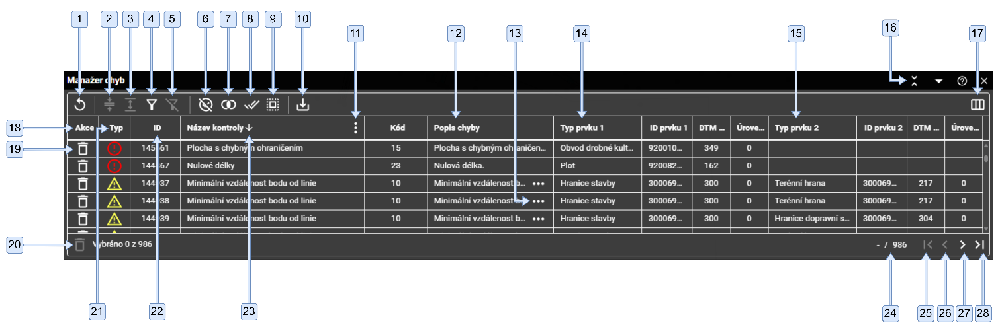 1 2 3 4 5 6 7 8 9 10 11 12 13 14 15 16 17
Manažer chyb
18 Akce Typ ID Název kontroly Kód Popis chyby Typ prvku 1 ID prvku 1 DTM ... Úrove... Typ prvku 2 ID prvku 2 DTM ... Úrove...
19 145661 Plocha s chybným ohraničením 15 Plocha s chybným ohraničen... Obvod drobné kult... 920010... 349 0
144867 Nulové délky 23 Nulová délka. Plot 920082... 162 0
144937 Minimální vzdálenost bodu od linie 10 Minimální vzdálenost b... Hranice stavby 300069... 300 0 Terénní hrana 300069... 217 0
144938 Minimální vzdálenost bodu od linie 10 Minimální vzdálenost b... Hranice stavby 300069... 300 0 Terénní hrana 300069... 217 0
144939 Minimální vzdálenost bodu od linie 10 Minimální vzdálenost b... Hranice stavby 300069... 300 0 Hranice dopravní s... 300069... 304 0
20 Vybráno 0 z 986 - / 986
21 22 23 24 25 26 27 28